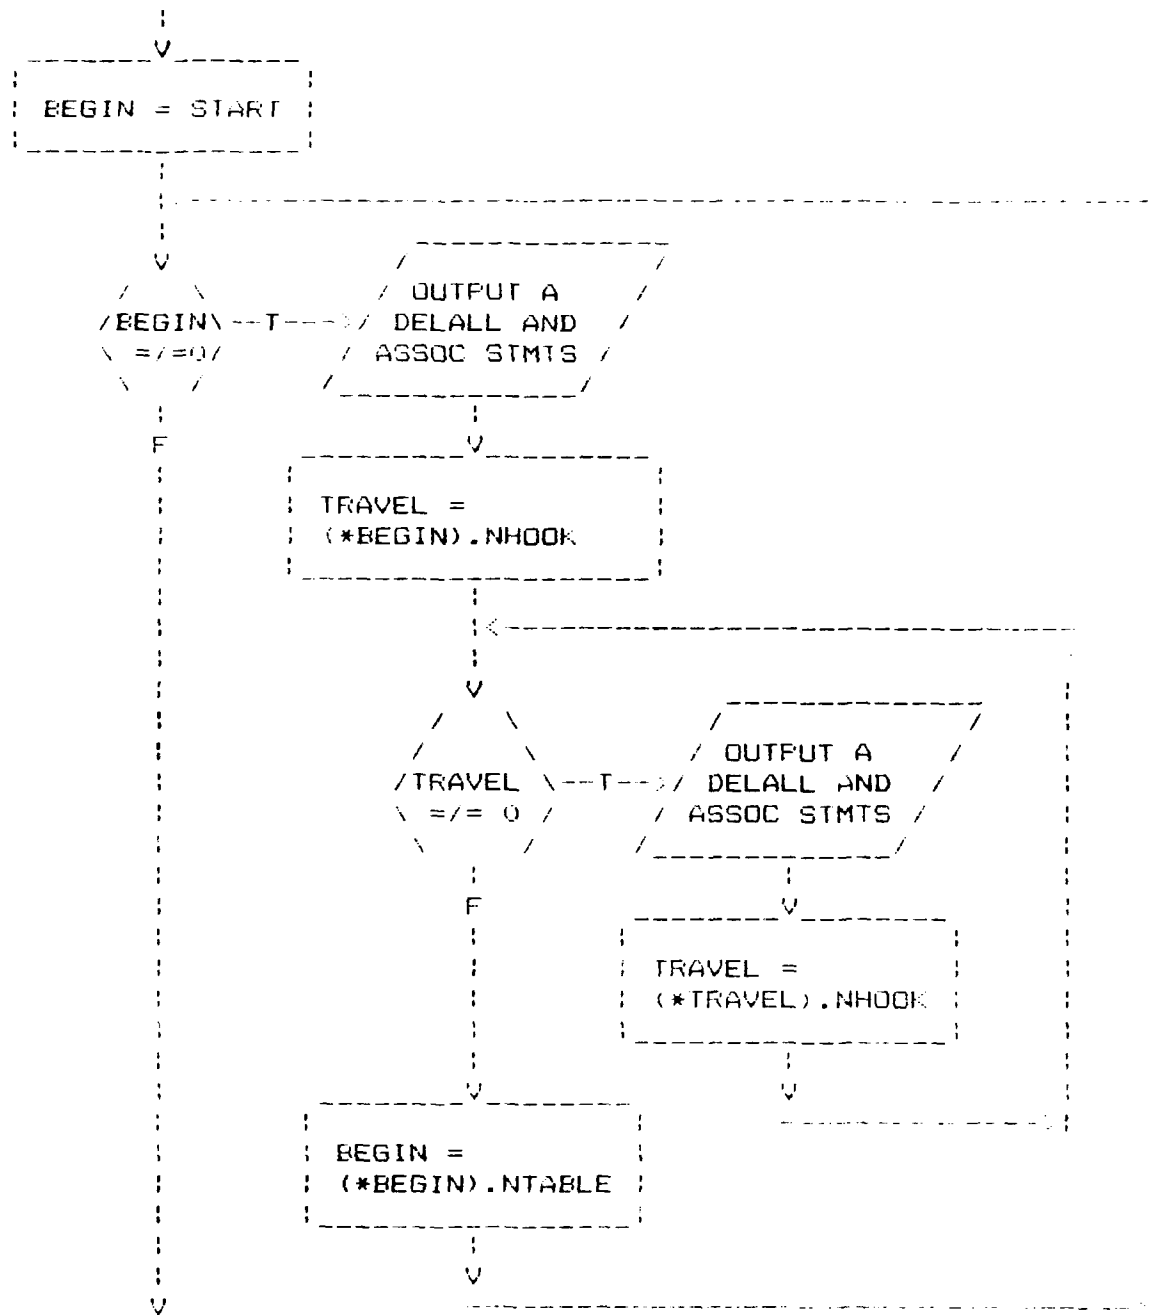 BEGIN = START
BEGIN
=/=0
T
OUTPUT A
DELALL AND
ASSOC STMTS
F
TRAVEL =
(*BEGIN).NHOOK
TRAVEL
=/= 0
T
OUTPUT A
DELALL AND
ASSOC STMTS
F
TRAVEL =
(*TRAVEL).NHOOK
BEGIN =
(*BEGIN).NTABLE